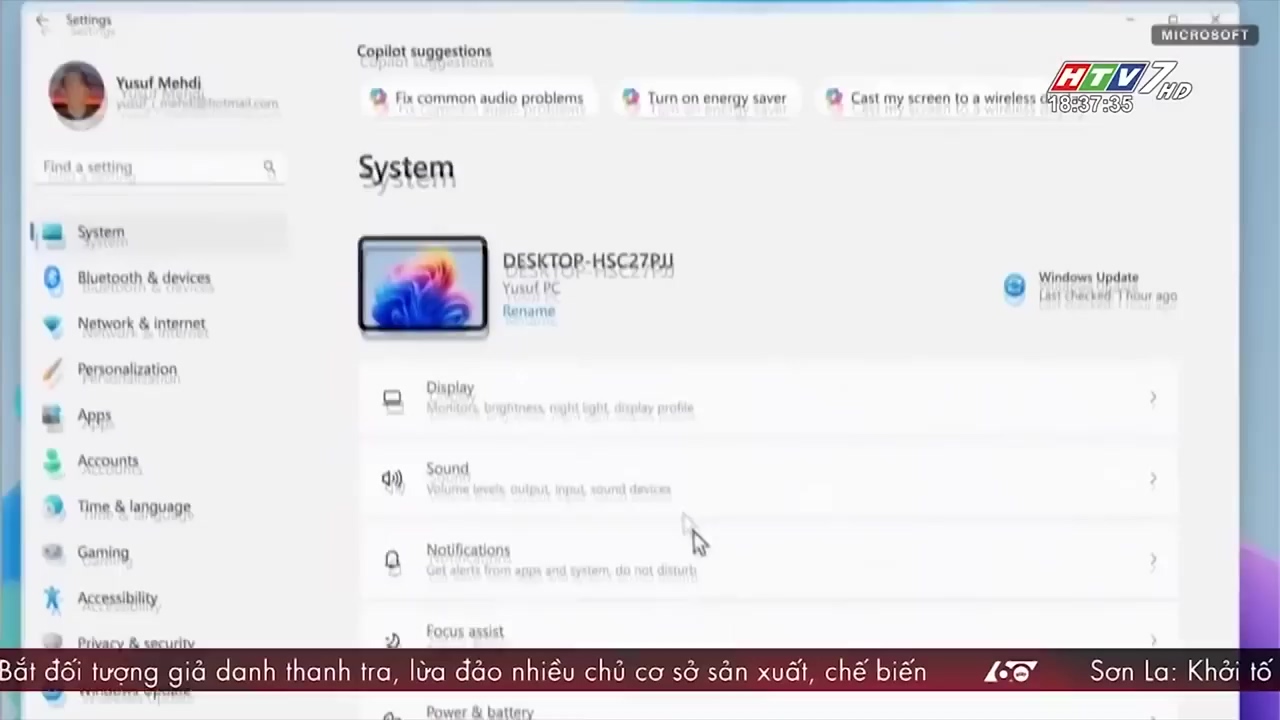 Settings
MICROSOFT
Copilot suggestions
Yusuf Mehdi
HTV7 HD
18:37:35
Fix common audio problems
Turn on energy saver
Cast my screen to a wireless
Find a setting
System
System
Bluetooth & devices
Network & internet
Personalization
Apps
Accounts
Time & language
Gaming
Accessibility
Privacy & security
Windows Update
DESKTOP-HSC27PJJ
Yusuf PC
Rename
Windows Update
Last checked: 1 hour ago
Display
Monitors, brightness, night light, display profile
Sound
Volume levels, output, input, sound devices
Notifications
Get alerts from apps and system, do not disturb
Focus assist
Power & battery
Bắt đối tượng giả danh thanh tra, lừa đảo nhiều chủ cơ sở sản xuất, chế biến
60
Sơn La: Khởi tố